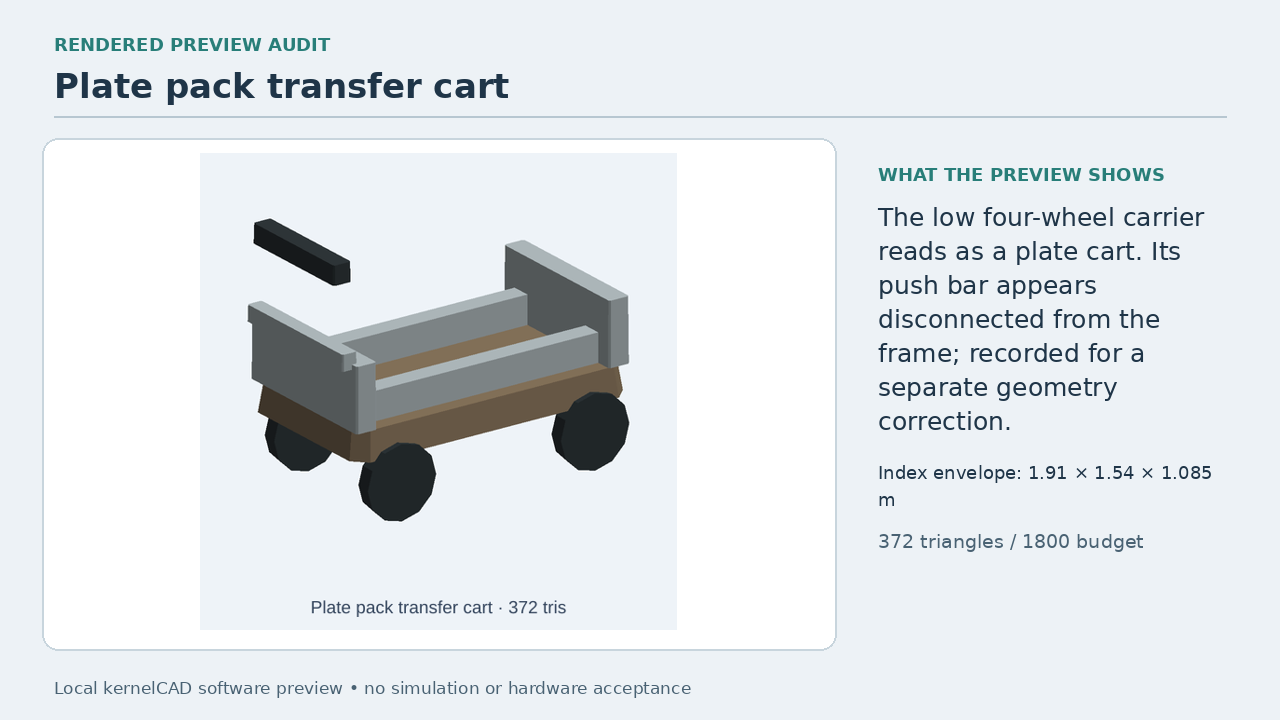 RENDERED PREVIEW AUDIT
Plate pack transfer cart
WHAT THE PREVIEW SHOWS
The low four-wheel carrier
reads as a plate cart. Its
push bar appears
disconnected from the
frame; recorded for a
separate geometry
correction.
Index envelope: 1.91 × 1.54 × 1.085
m
372 triangles / 1800 budget
Plate pack transfer cart · 372 tris
Local kernelCAD software preview • no simulation or hardware acceptance